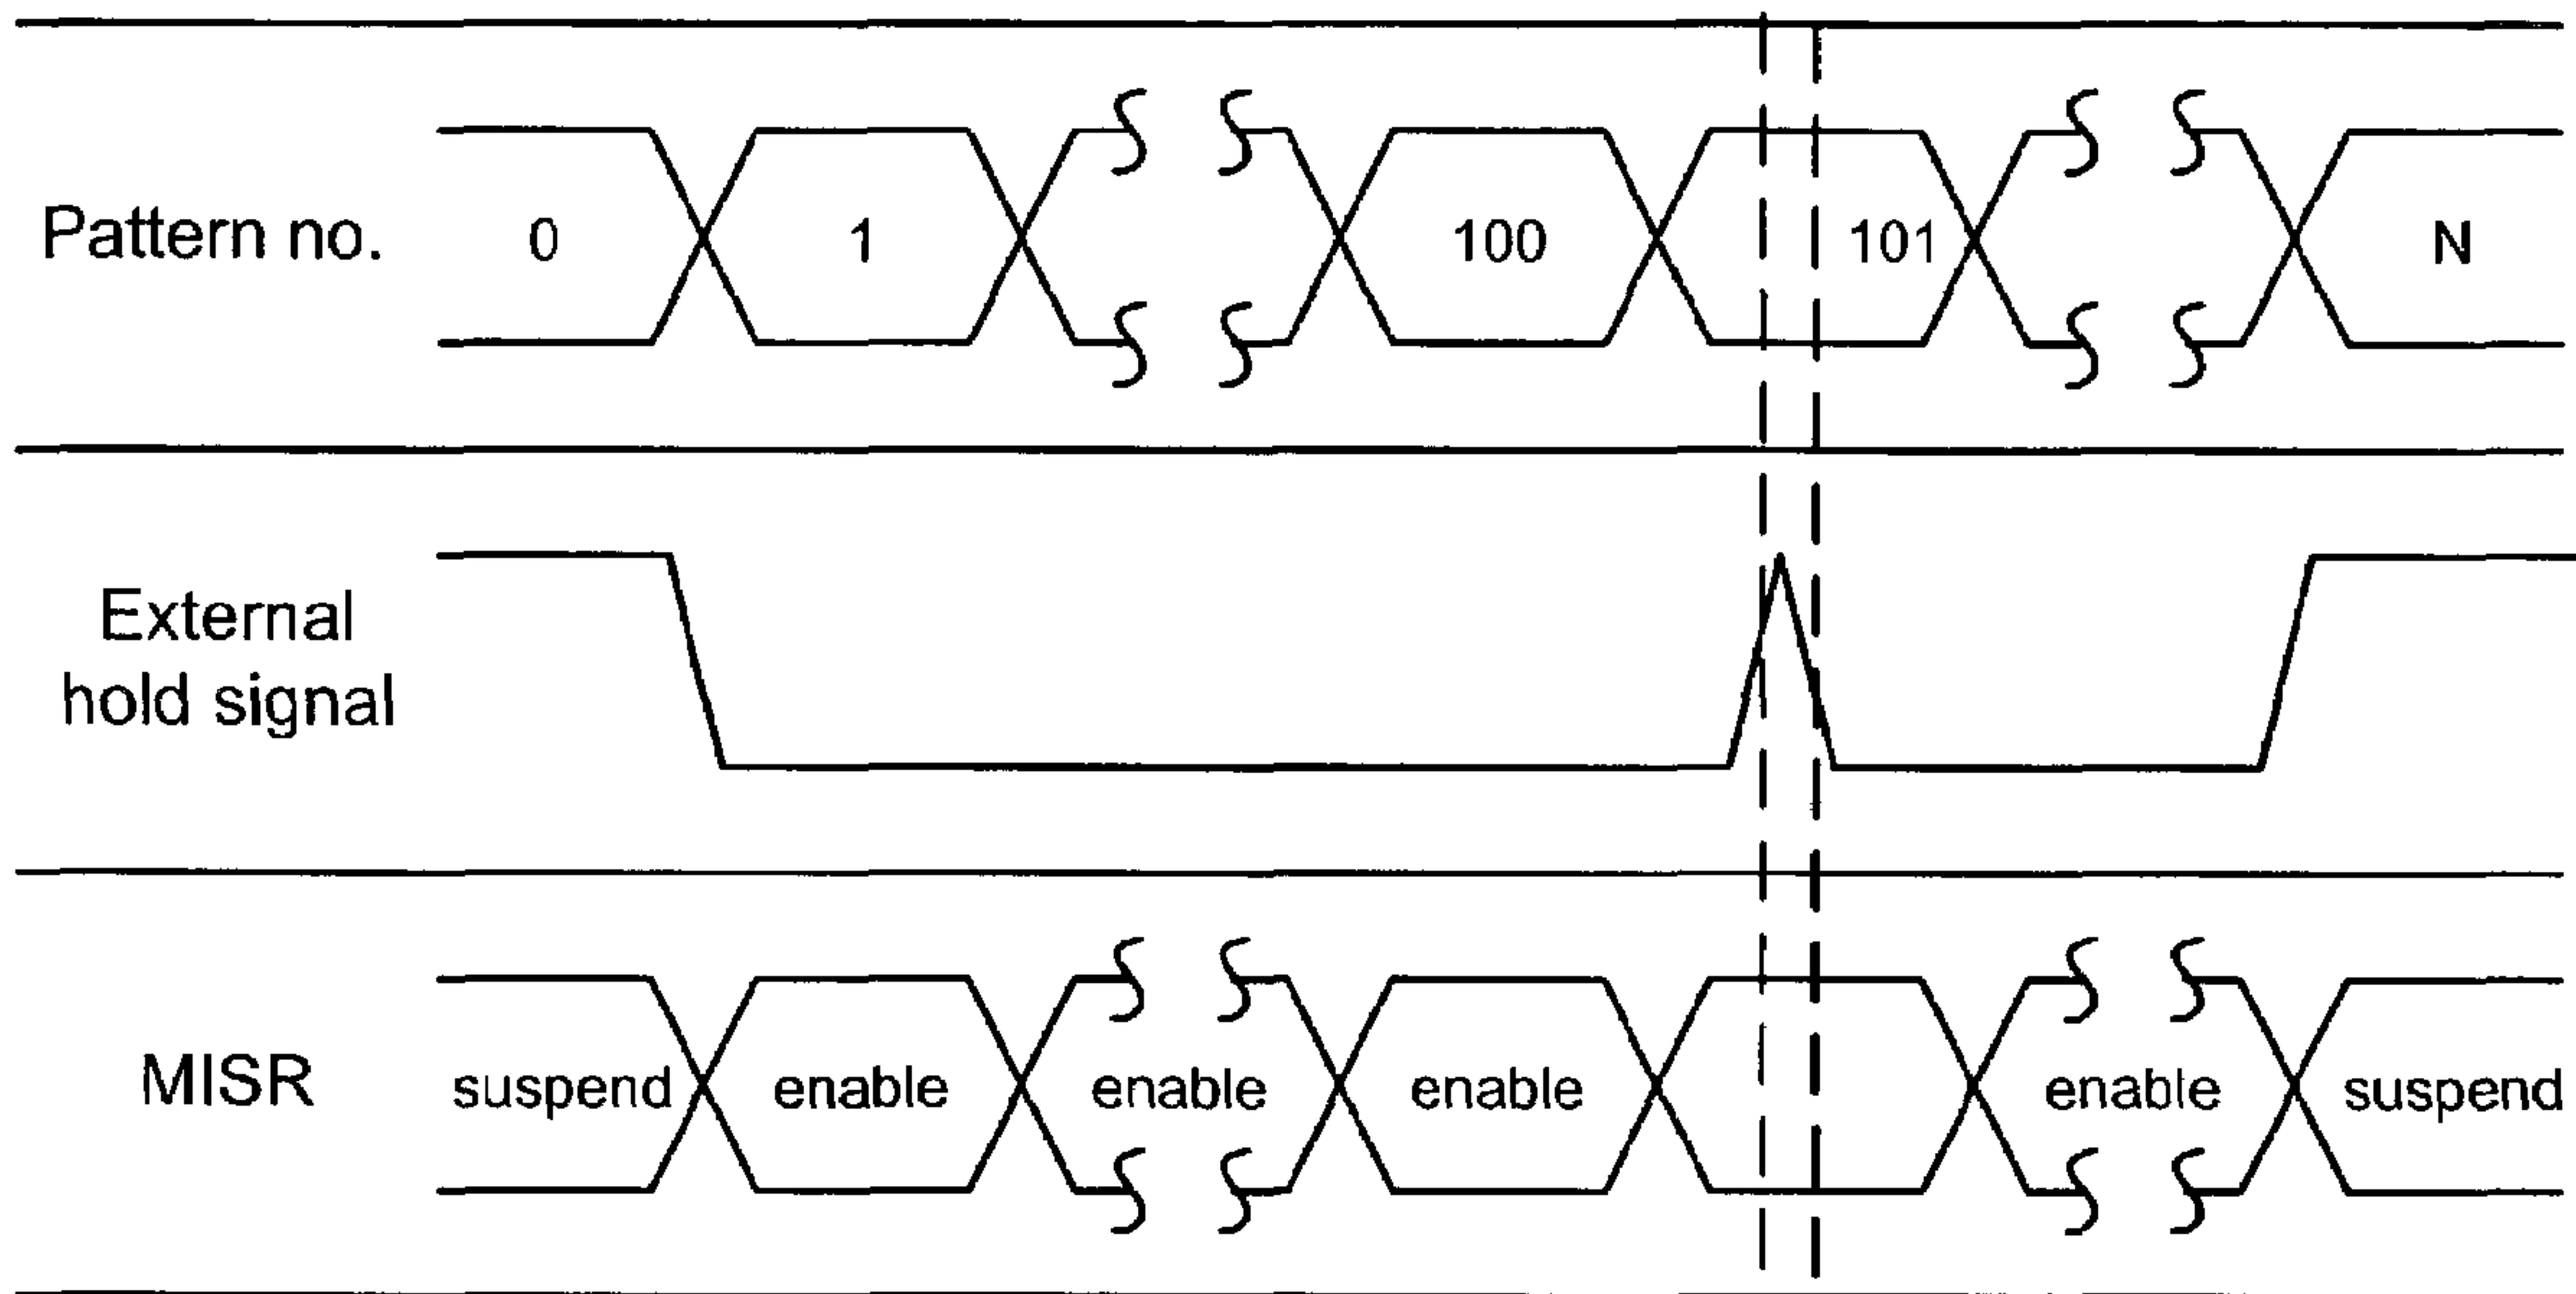 Pattern no. 0 1 100 101 N
External
hold signal
MISR suspend enable enable enable enable suspend